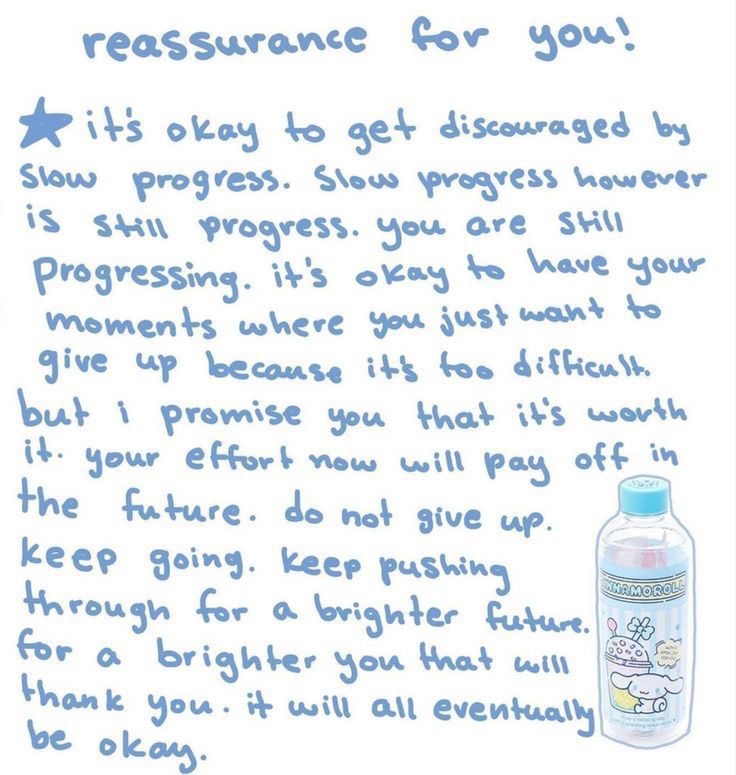 reassurance for you!
it's okay to get discouraged by
slow progress. Slow progress however
is still progress. you are still
progressing. it's okay to have your
moments where you just want to
give up because it's too difficult.
but i promise you that it's worth
it. your effort now will pay off in
the future. do not give up.
keep going. keep pushing
through for a brighter future.
for a brighter you that will
thank you. it will all eventually
be okay.
CINNAMOROLL